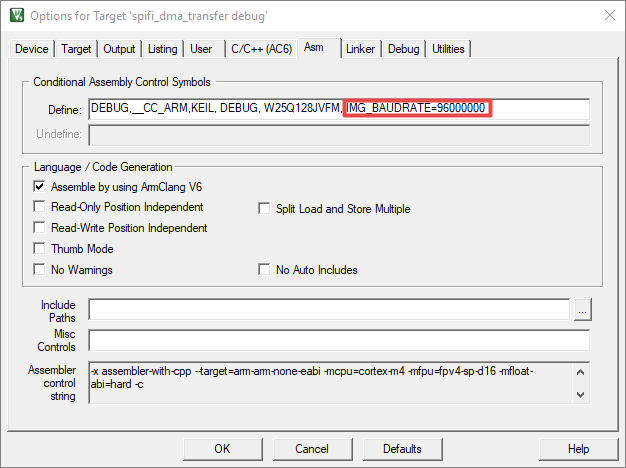 Options for Target 'spifi_dma_transfer debug'
Device Target Output Listing User C/C++ (AC6) Asm Linker Debug Utilities
Conditional Assembly Control Symbols
Define: DEBUG,__CC_ARM,KEIL, DEBUG, W25Q128JVFM, IMG_BAUDRATE=96000000
Undefine:
Language / Code Generation
Assemble by using ArmClang V6
Read-Only Position Independent Split Load and Store Multiple
Read-Write Position Independent
Thumb Mode
No Warnings No Auto Includes
Include
Paths
...
Misc
Controls
Assembler
control
string
-x assembler-with-cpp --target=arm-arm-none-eabi -mcpu=cortex-m4 -mfpu=fpv4-sp-d16 -mfloat-
abi=hard -c
OK Cancel Defaults Help